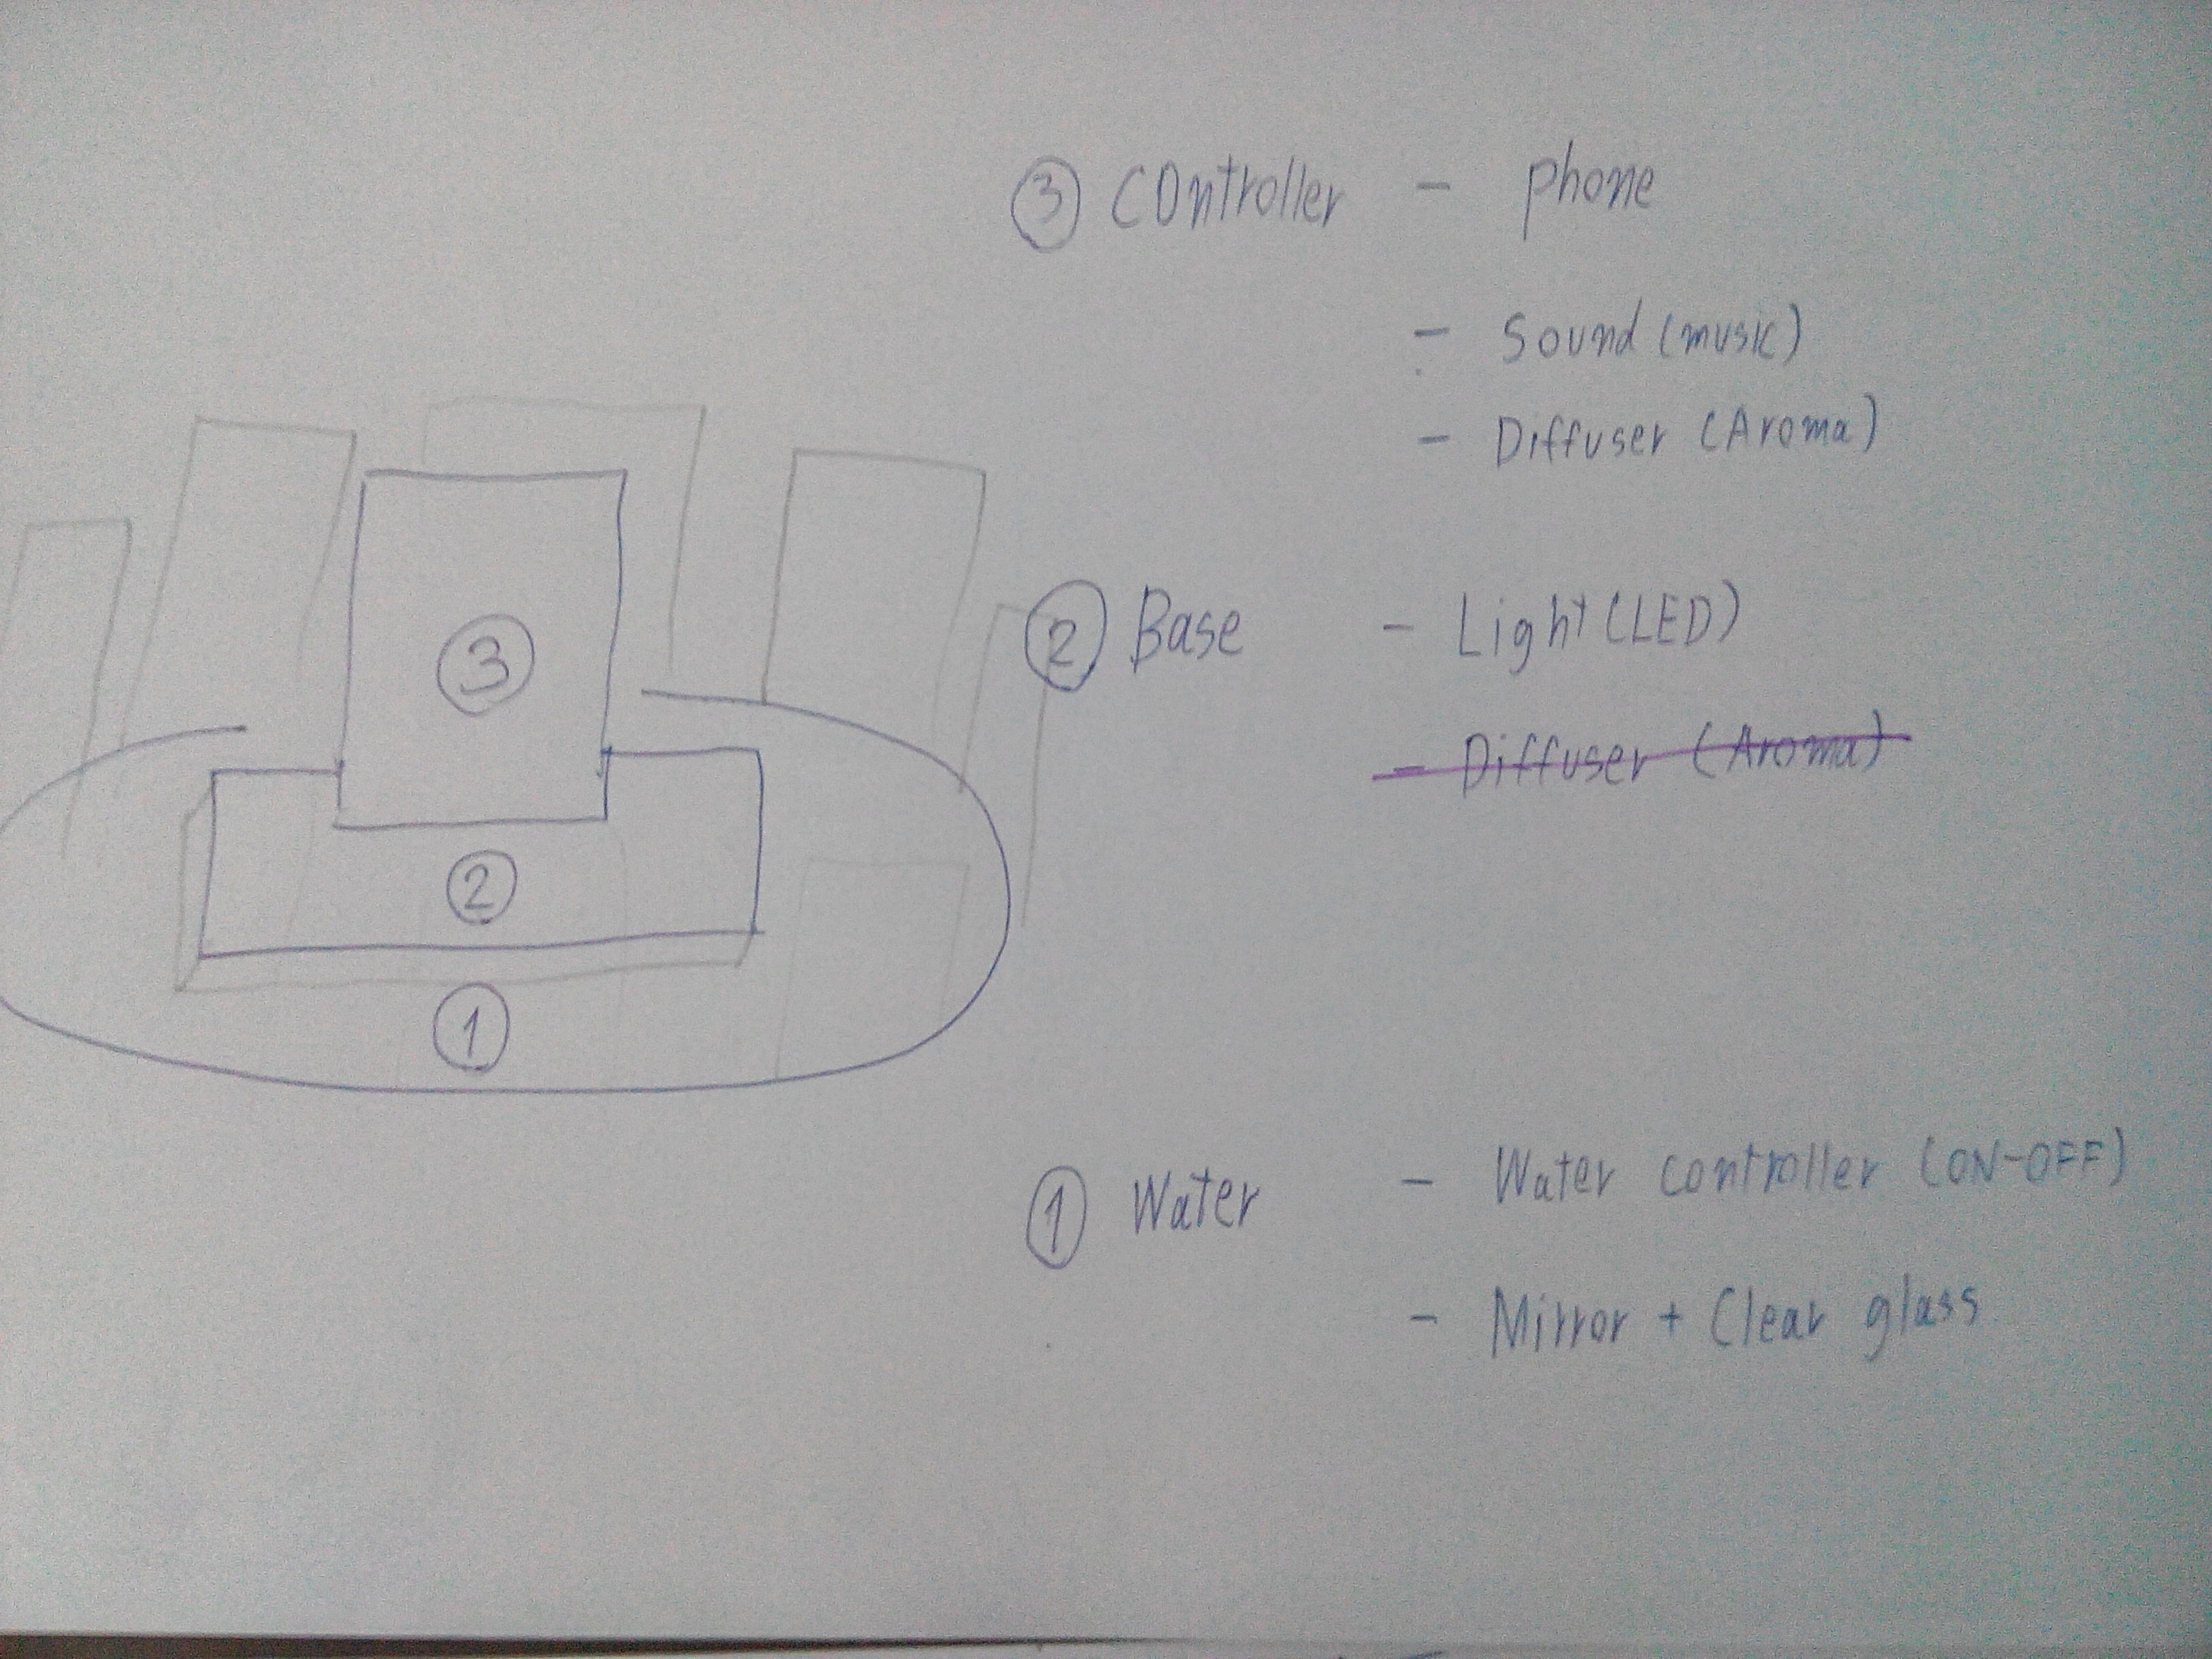 ③ Controller - phone
- Sound (music)
- Diffuser (Aroma)
② Base - Light (LED)
- Diffuser (Aroma)
① Water - Water controller (ON-OFF)
- Mirror + Clear glass
③
②
①